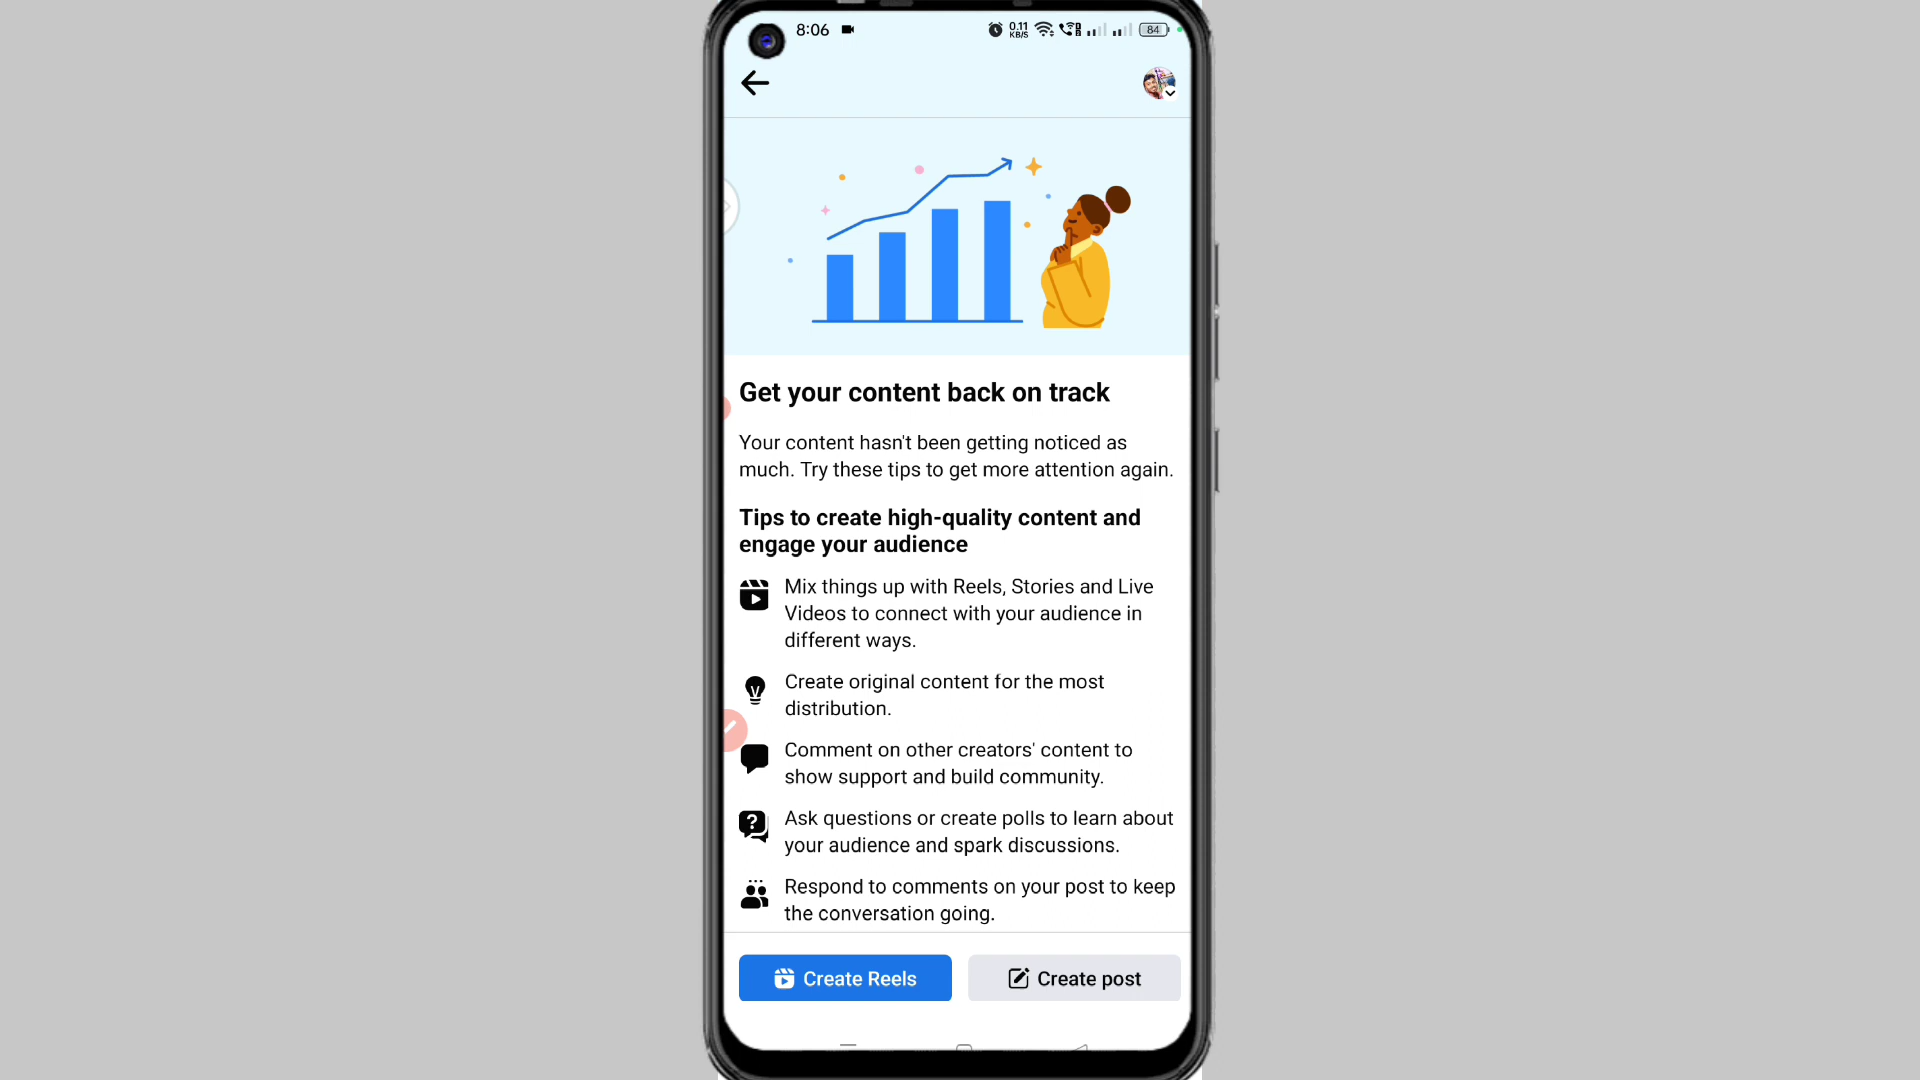 8:06
0.11
KB/S
84
Get your content back on track
Your content hasn't been getting noticed as
much. Try these tips to get more attention again.
Tips to create high-quality content and
engage your audience
Mix things up with Reels, Stories and Live
Videos to connect with your audience in
different ways.
Create original content for the most
distribution.
Comment on other creators' content to
show support and build community.
Ask questions or create polls to learn about
your audience and spark discussions.
Respond to comments on your post to keep
the conversation going.
Create Reels
Create post